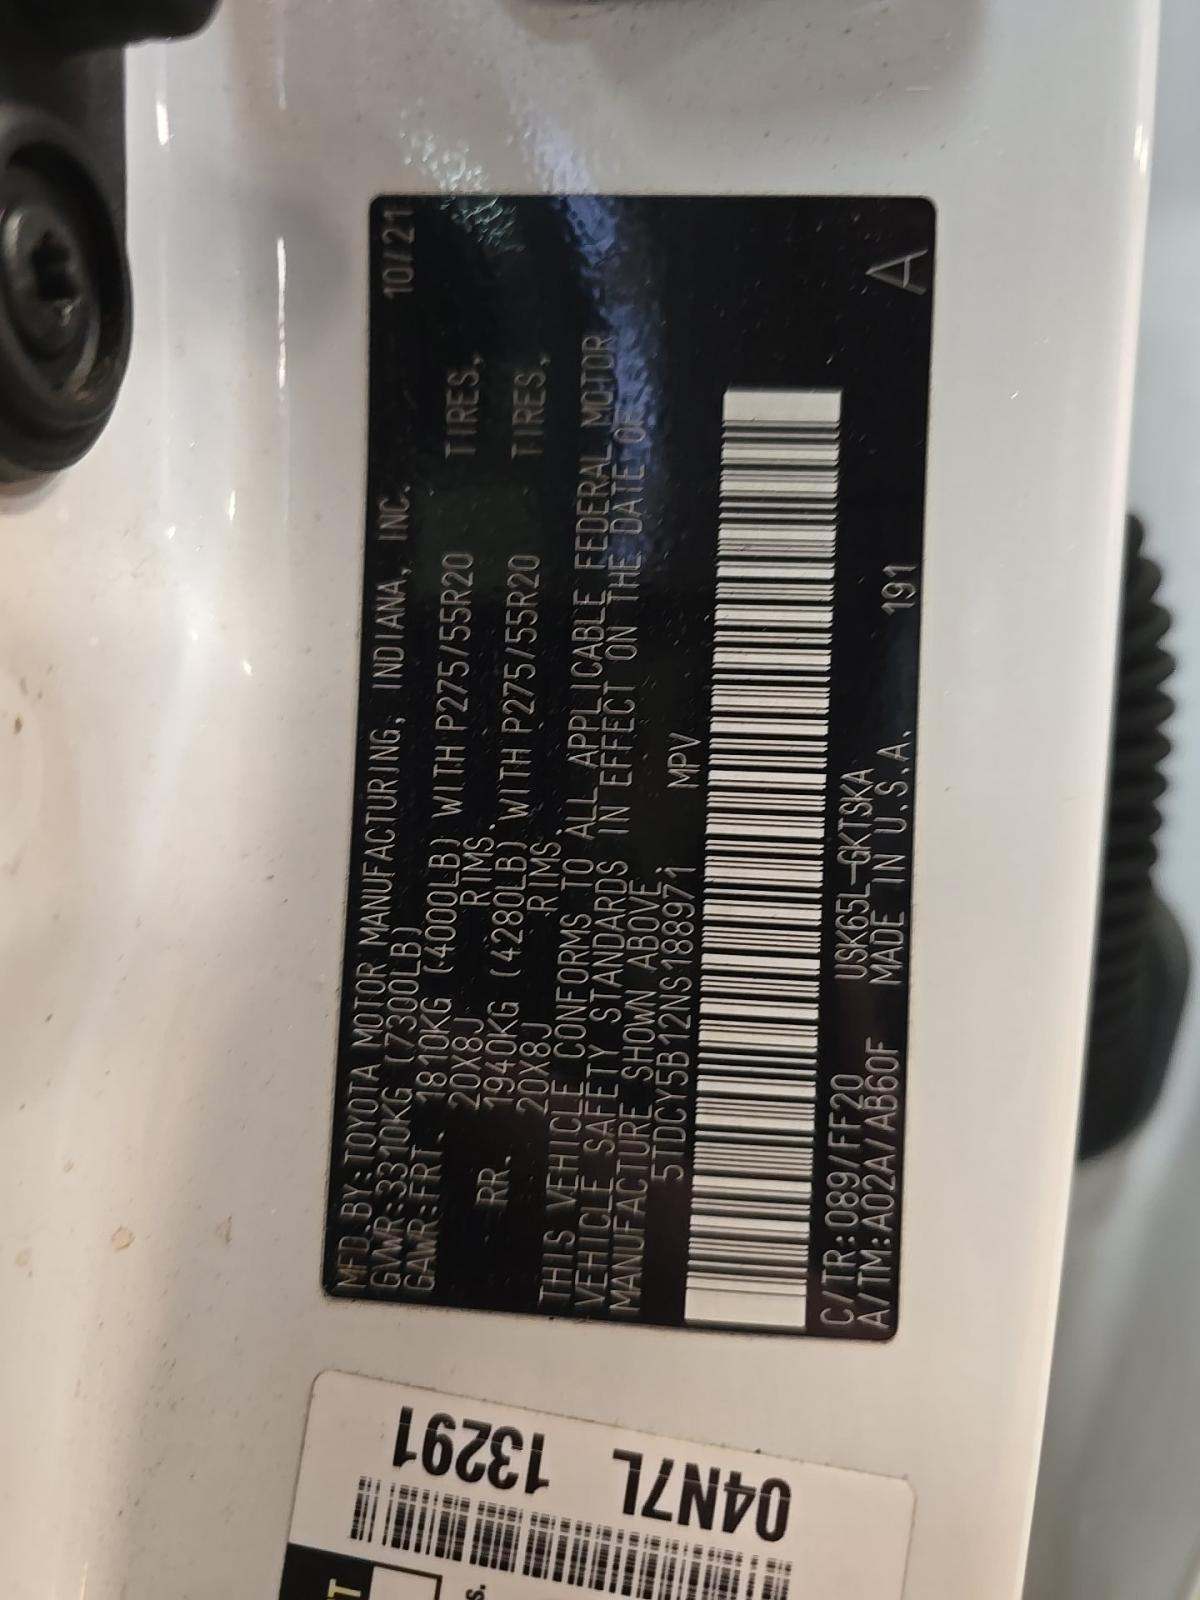 MFD.BY:TOYOTA MOTOR MANUFACTURING, INDIANA, INC. 10/21
GVWR:3310KG(7300LB)
GAWR:FRT. 1810KG (4000LB) WITH P275/55R20 TIRES,
20X8J RIMS.
RR. 1940KG (4280LB) WITH P275/55R20 TIRES,
20X8J RIMS.
THIS VEHICLE CONFORMS TO ALL APPLICABLE FEDERAL MOTOR
VEHICLE SAFETY STANDARDS IN EFFECT ON THE DATE OF
MANUFACTURE SHOWN ABOVE.
5TDCY5B12NS188971 MPV
C/TR:089/FF20 USK65L-GKTSKA
A/TM:A02A/AB60F MADE IN U.S.A. 191 A
04N7L 13291
s.